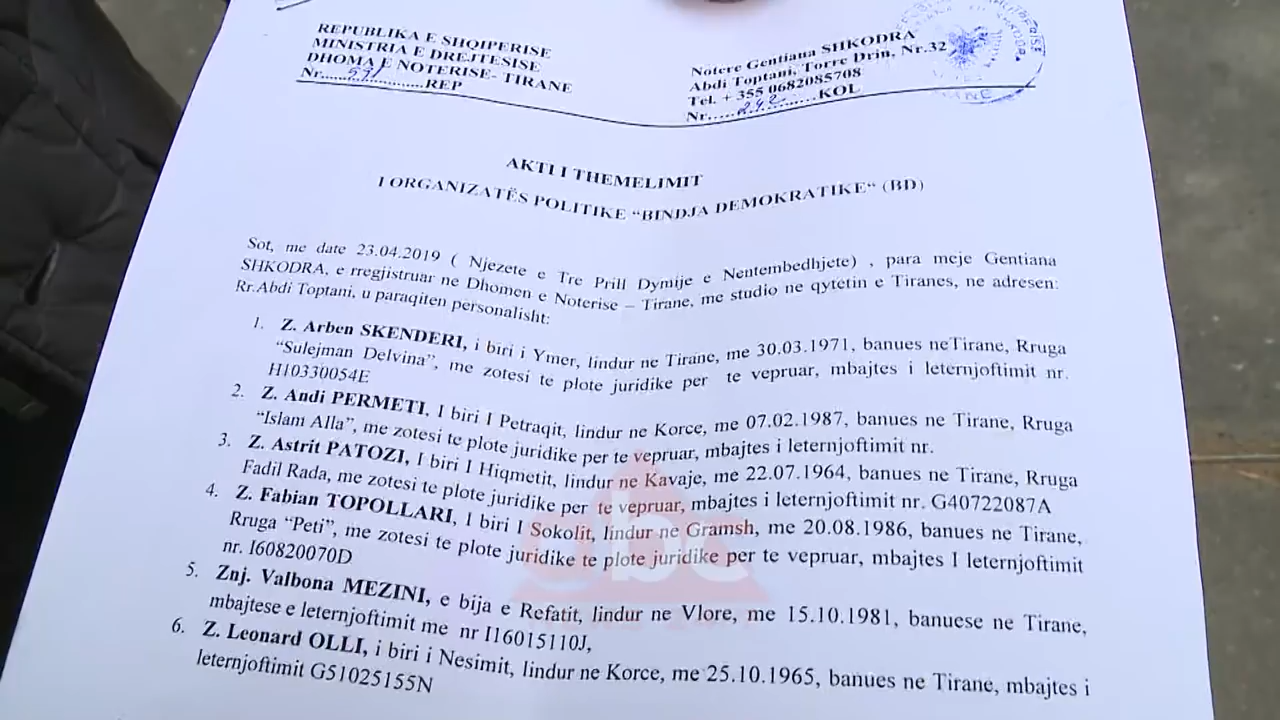 REPUBLIKA E SHQIPERISE
MINISTRIA E DREJTESISE
DHOMA E NOTERISE- TIRANE
Nr..............REP
Notere Gentiana SHKODRA
Abdi Toptani, Torre Drin, Nr.32
Tel. + 355 0682085708
Nr..............KOL
AKTI I THEMELIMIT
I ORGANIZATËS POLITIKE “BINDJA DEMOKRATIKE“ (BD)
Sot, me date 23.04.2019 ( Njezete e Tre Prill Dymije e Nentembedhjete) , para meje Gentiana
SHKODRA, e rregjistruar ne Dhomen e Noterise – Tirane, me studio ne qytetin e Tiranes, ne adresen:
Rr.Abdi Toptani, u paraqiten personalisht:
1. Z. Arben SKENDERI, i biri i Ymer, lindur ne Tirane, me 30.03.1971, banues neTirane, Rruga
“Sulejman Delvina”, me zotesi te plote juridike per te vepruar, mbajtes i leternjoftimit nr.
H10330054E
2. Z. Andi PERMETI, I biri I Petraqit, lindur ne Korce, me 07.02.1987, banues ne Tirane, Rruga
“Islam Alla”, me zotesi te plote juridike per te vepruar, mbajtes i leternjoftimit nr.
3. Z. Astrit PATOZI, I biri I Hiqmetit, lindur ne Kavaje, me 22.07.1964, banues ne Tirane, Rruga
Fadil Rada, me zotesi te plote juridike per te vepruar, mbajtes i leternjoftimit nr. G40722087A
4. Z. Fabian TOPOLLARI, I biri I Sokolit, lindur ne Gramsh, me 20.08.1986, banues ne Tirane,
Rruga “Peti”, me zotesi te plote juridike te plote juridike per te vepruar, mbajtes I leternjoftimit
nr. I60820070D
5. Znj. Valbona MEZINI, e bija e Refatit, lindur ne Vlore, me 15.10.1981, banuese ne Tirane,
mbajtese e leternjoftimit me nr I16015110J,
6. Z. Leonard OLLI, i biri i Nesimit, lindur ne Korce, me 25.10.1965, banues ne Tirane, mbajtes i
leternjoftimit G51025155N
abc